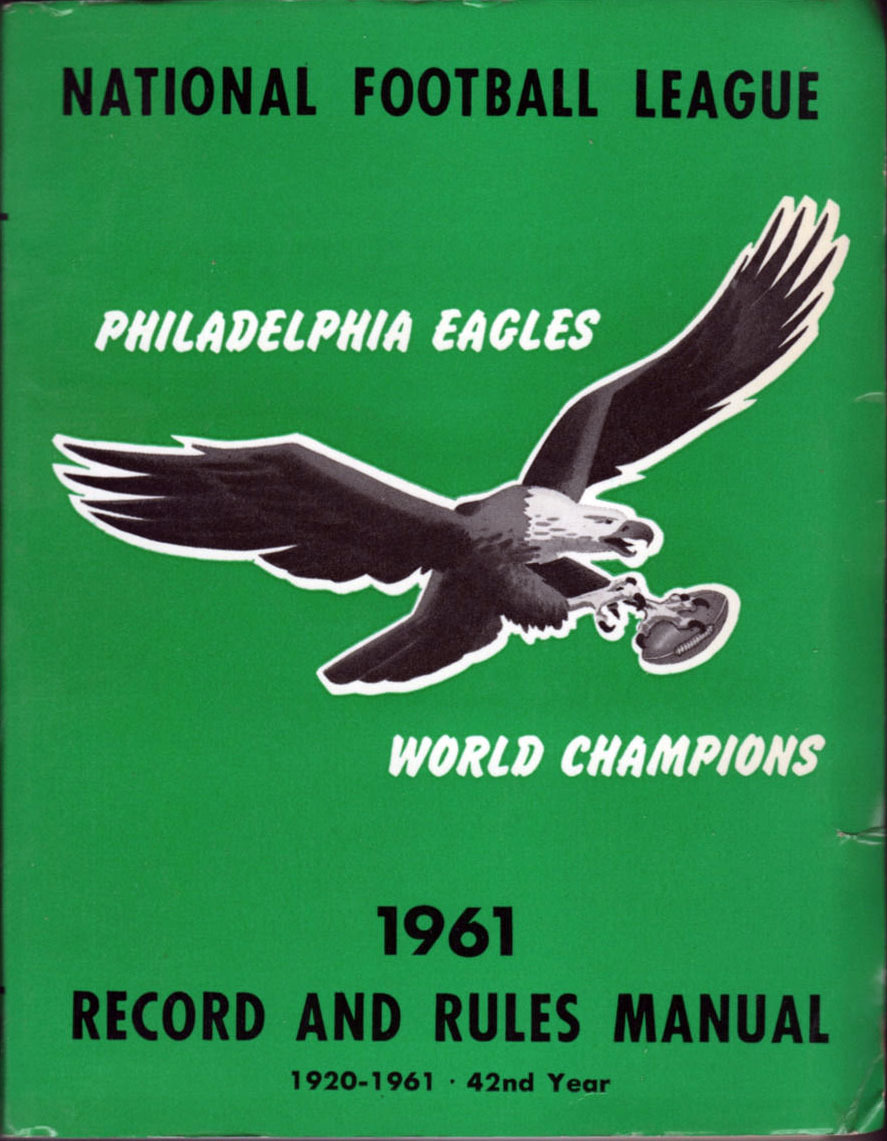 NATIONAL FOOTBALL LEAGUE
PHILADELPHIA EAGLES
WORLD CHAMPIONS
1961
RECORD AND RULES MANUAL
1920-1961 · 42nd Year